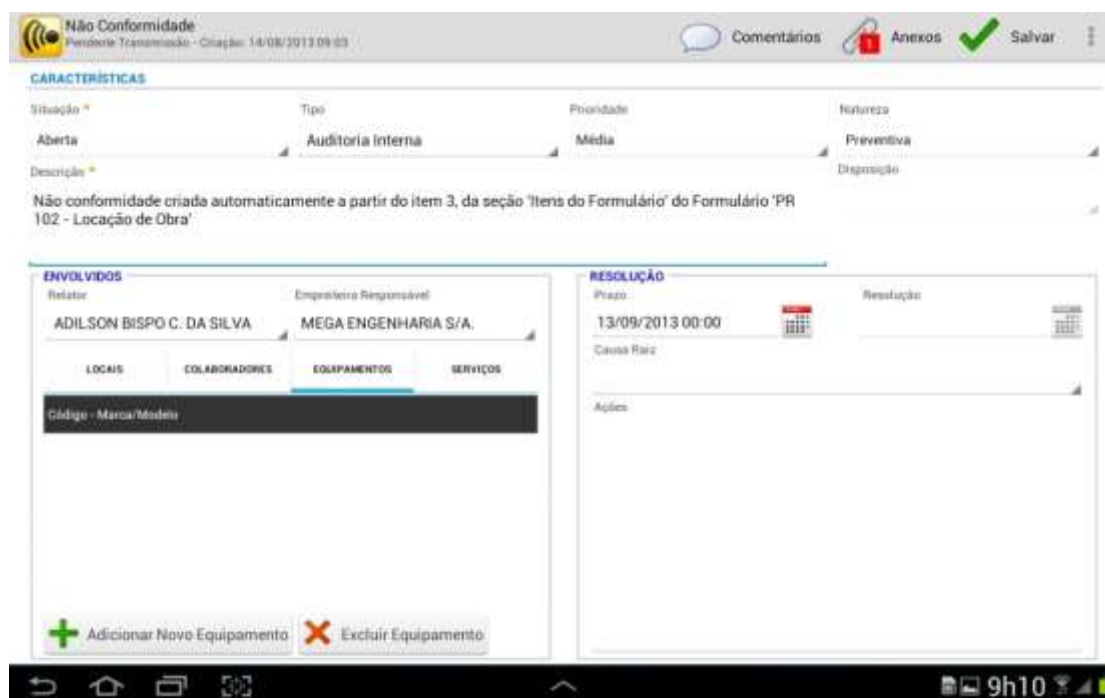 Não Conformidade
Pendente Transmissão - Criação: 14/08/2013 09:03
Comentários
1
Anexos
Salvar
CARACTERÍSTICAS
Situação *
Tipo
Prioridade
Natureza
Aberta
Auditoria Interna
Média
Preventiva
Descrição *
Disposição
Não conformidade criada automaticamente a partir do item 3, da seção 'Itens do Formulário' do Formulário 'PR
102 - Locação de Obra'
ENVOLVIDOS
Relator
Empreiteira Responsável
ADILSON BISPO C. DA SILVA
MEGA ENGENHARIA S/A.
LOCAIS
COLABORADORES
EQUIPAMENTOS
SERVIÇOS
Código - Marca/Modelo
Adicionar Novo Equipamento
Excluir Equipamento
RESOLUÇÃO
Prazo
Resolução
13/09/2013 00:00
Causa Raiz
Ações
9h10